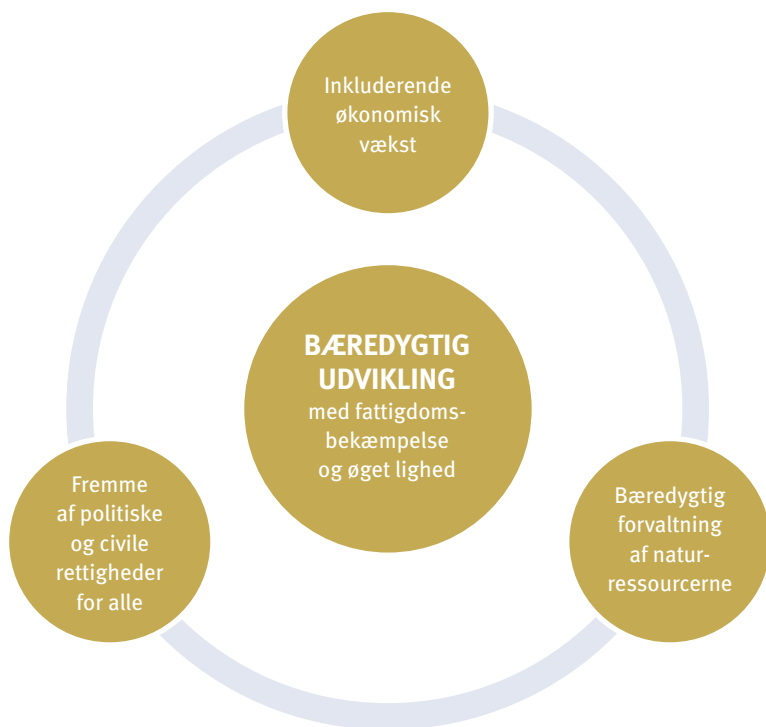 Inkluderende
økonomisk
vækst
BÆREDYGTIG
UDVIKLING
med fattigdoms-
bekæmpelse
og øget lighed
Fremme
af politiske
og civile
rettigheder
for alle
Bæredygtig
forvaltning
af natur-
ressourcerne